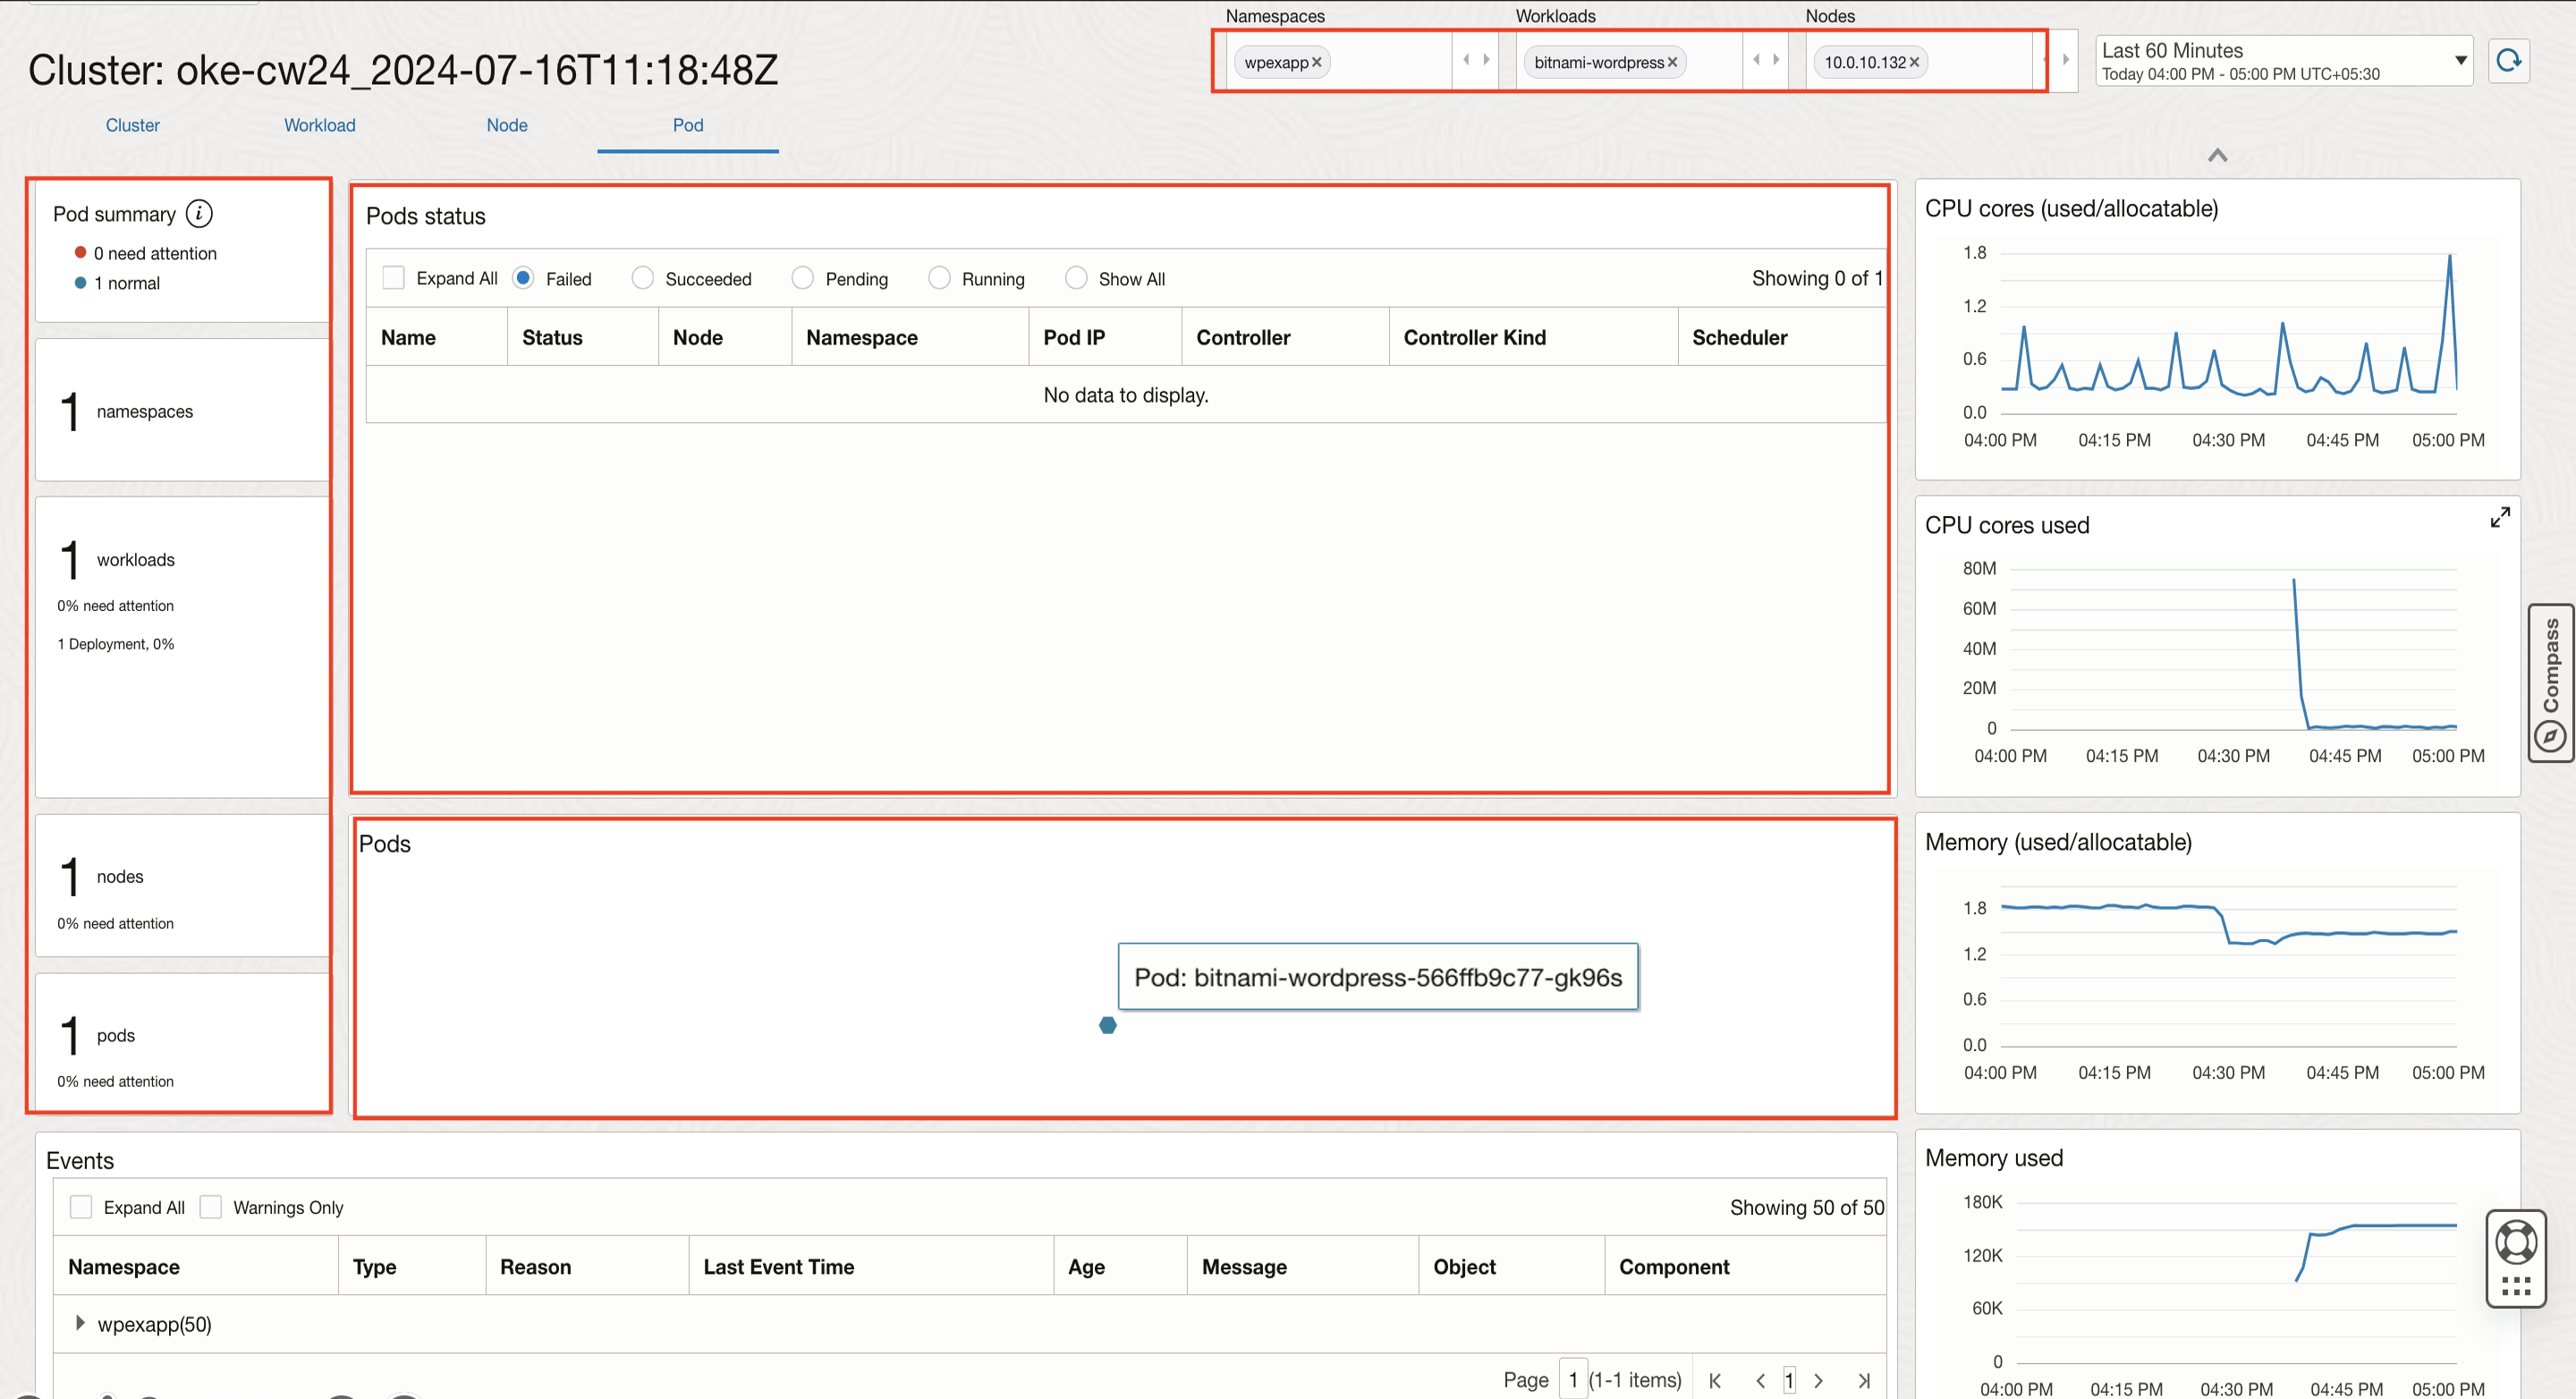 Namespaces Workloads Nodes
Cluster: oke-cw24_2024-07-16T11:18:48Z
wpexapp× bitnami-wordpress× 10.0.10.132×
Last 60 Minutes
Today 04:00 PM - 05:00 PM UTC+05:30
Cluster Workload Node Pod
Pod summary i
0 need attention
1 normal
1 namespaces
1 workloads
0% need attention
1 Deployment, 0%
1 nodes
0% need attention
1 pods
0% need attention
Pods status
Expand All Failed Succeeded Pending Running Show All Showing 0 of 1
Name Status Node Namespace Pod IP Controller Controller Kind Scheduler
No data to display.
Pods
Pod: bitnami-wordpress-566ffb9c77-gk96s
Events
Expand All Warnings Only Showing 50 of 50
Namespace Type Reason Last Event Time Age Message Object Component
wpexapp(50)
Page 1 (1-1 items) 1
CPU cores (used/allocatable)
1.8
1.2
0.6
0.0
04:00 PM 04:15 PM 04:30 PM 04:45 PM 05:00 PM
CPU cores used
80M
60M
40M
20M
0
04:00 PM 04:15 PM 04:30 PM 04:45 PM 05:00 PM
Memory (used/allocatable)
1.8
1.2
0.6
0.0
04:00 PM 04:15 PM 04:30 PM 04:45 PM 05:00 PM
Memory used
180K
120K
60K
0
04:00 PM 04:15 PM 04:30 PM 04:45 PM 05:00 PM
Compass